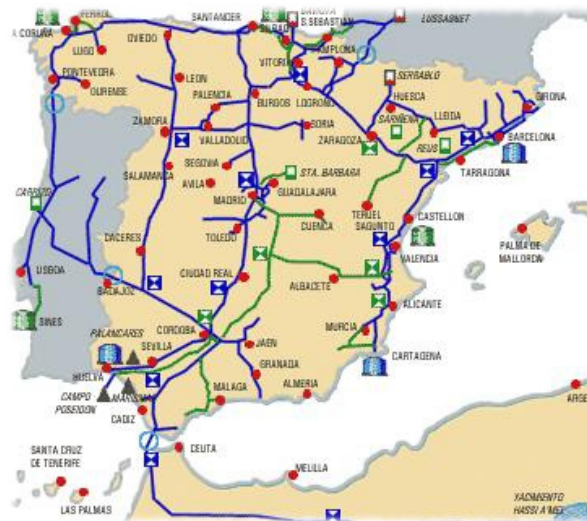 FERROL
SANTANDER
BILBAO
S.SEBASTIAN
LUSSAGNET
A CORUÑA
OVIEDO
LUGO
VITORIA
PAMPLONA
PONTEVEDRA
LEON
SERBABLO
GIRONA
OURENSE
PALENCIA
BURGOS
LOGROÑO
HUESCA
ZAMORA
SORIA
SARIÑENA
LLEIDA
VALLADOLID
ZARAGOZA
REUS
BARCELONA
SALAMANCA
SEGOVIA
STA. BARBARA
TARRAGONA
AVILA
GUADALAJARA
CARRIZO
MADRID
TERUEL
CASTELLON
CUENCA
SAGUNTO
CACERES
TOLEDO
PALMA DE
MALLORCA
VALENCIA
LISBOA
CIUDAD REAL
ALBACETE
BADAJOZ
ALICANTE
SINES
PALANCARES
CORDOBA
MURCIA
SEVILLA
JAEN
CARTAGENA
HUELVA
GRANADA
CAMPO
POSEIDON
MARISMAS
MALAGA
ALMERIA
CADIZ
ARGE
SANTA CRUZ
DE TENERIFE
CEUTA
MELILLA
LAS PALMAS
YACIMIENTO
HASSI A'MEL